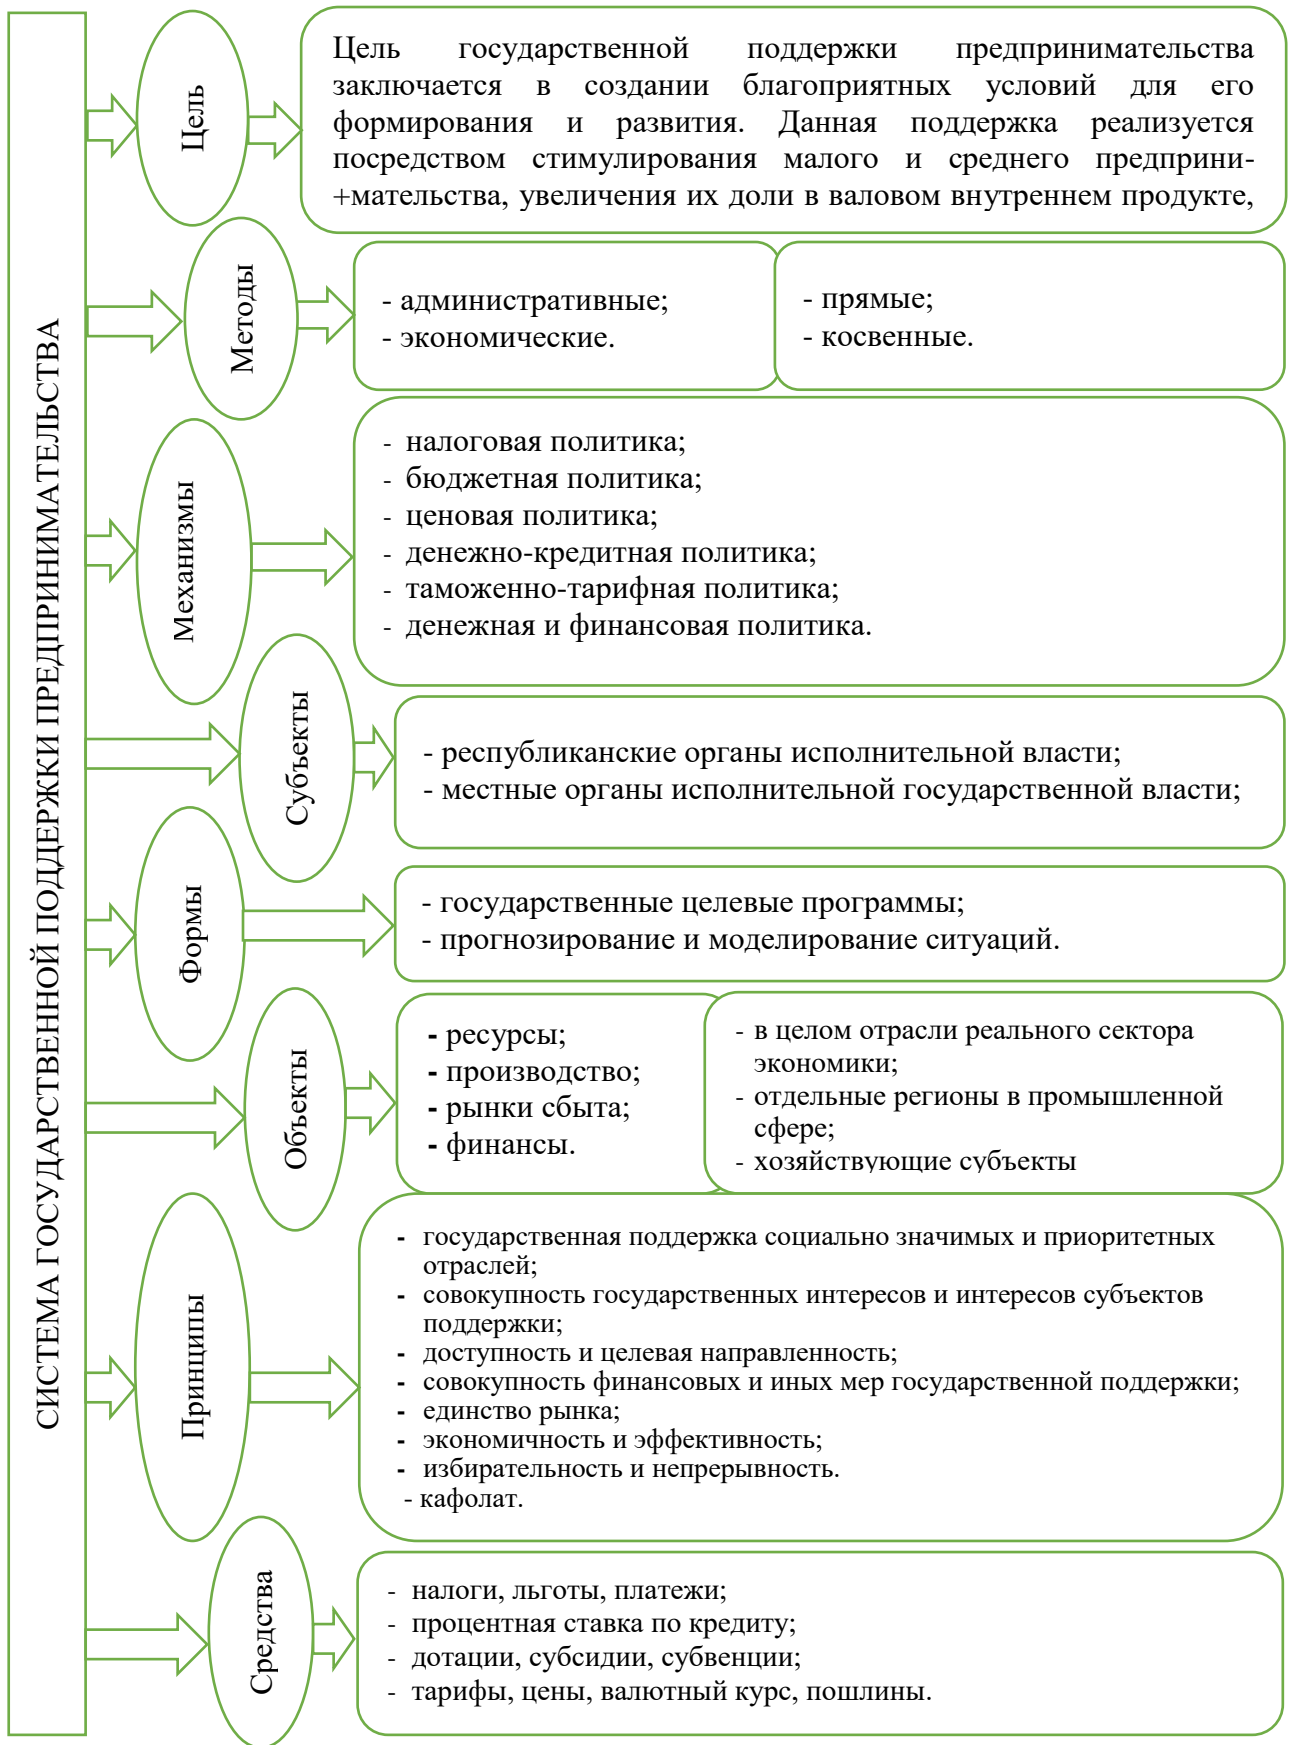 СИСТЕМА ГОСУДАРСТВЕННОЙ ПОДДЕРЖКИ ПРЕДПРИНИМАТЕЛЬСТВА
Цель
Цель государственной поддержки предпринимательства
заключается в создании благоприятных условий для его
формирования и развития. Данная поддержка реализуется
посредством стимулирования малого и среднего предприни-
+мательства, увеличения их доли в валовом внутреннем продукте,
Методы
- административные;
- экономические.
- прямые;
- косвенные.
Механизмы
- налоговая политика;
- бюджетная политика;
- ценовая политика;
- денежно-кредитная политика;
- таможенно-тарифная политика;
- денежная и финансовая политика.
Субъекты
- республиканские органы исполнительной власти;
- местные органы исполнительной государственной власти;
Формы
- государственные целевые программы;
- прогнозирование и моделирование ситуаций.
Объекты
- ресурсы;
- производство;
- рынки сбыта;
- финансы.
- в целом отрасли реального сектора
экономики;
- отдельные регионы в промышленной
сфере;
- хозяйствующие субъекты
Принципы
- государственная поддержка социально значимых и приоритетных
отраслей;
- совокупность государственных интересов и интересов субъектов
поддержки;
- доступность и целевая направленность;
- совокупность финансовых и иных мер государственной поддержки;
- единство рынка;
- экономичность и эффективность;
- избирательность и непрерывность.
- кафолат.
Средства
- налоги, льготы, платежи;
- процентная ставка по кредиту;
- дотации, субсидии, субвенции;
- тарифы, цены, валютный курс, пошлины.